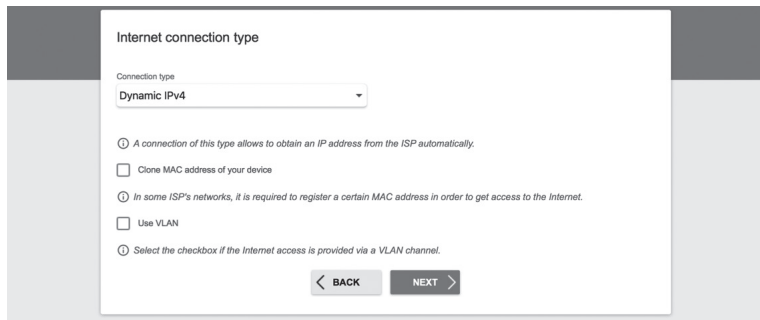 Internet connection type
Connection type
Dynamic IPv4
A connection of this type allows to obtain an IP address from the ISP automatically.
Clone MAC address of your device
In some ISP's networks, it is required to register a certain MAC address in order to get access to the Internet.
Use VLAN
Select the checkbox if the Internet access is provided via a VLAN channel.
BACK NEXT